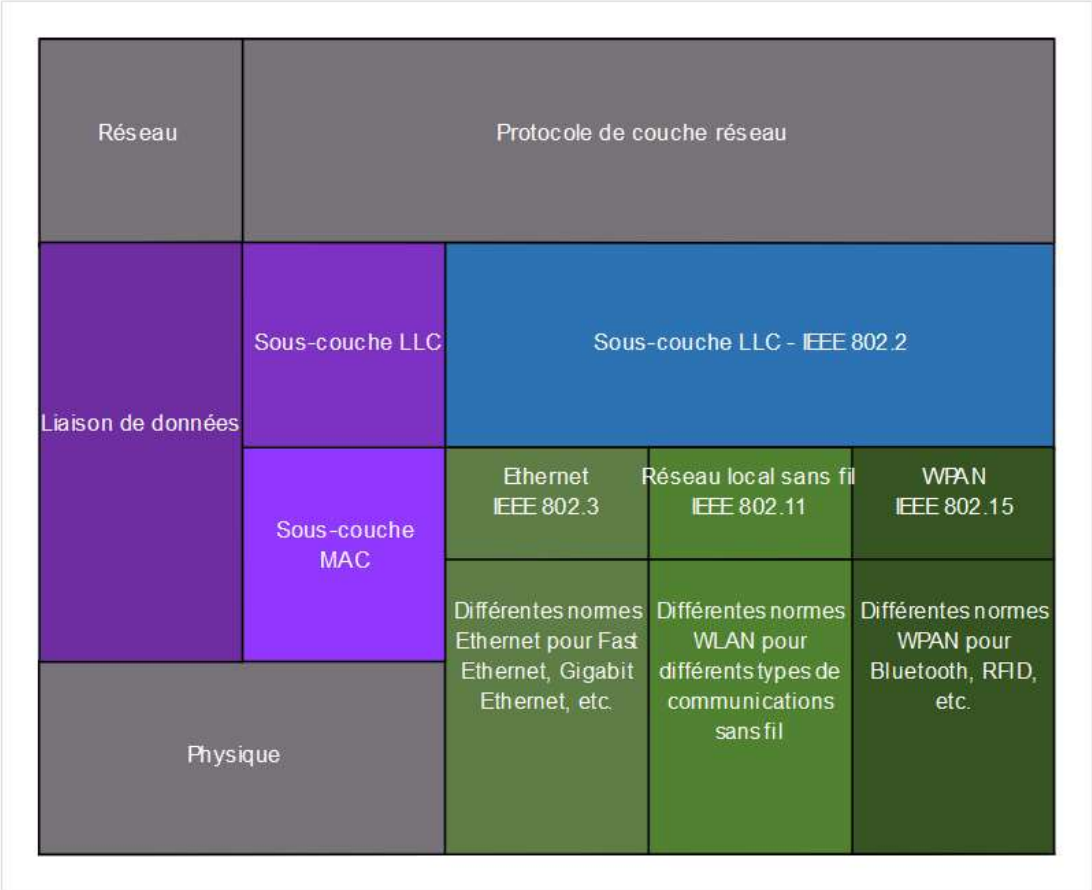 Réseau
Protocole de couche réseau
Liaison de données
Sous-couche LLC
Sous-couche LLC - IEEE 802.2
Sous-couche
MAC
Ethernet
IEEE 802.3
Réseau local sans fil
IEEE 802.11
WPAN
IEEE 802.15
Différentes normes
Ethernet pour Fast
Ethernet, Gigabit
Ethernet, etc.
Différentes normes
WLAN pour
différents types de
communications
sans fil
Différentes normes
WPAN pour
Bluetooth, RFID,
etc.
Physique